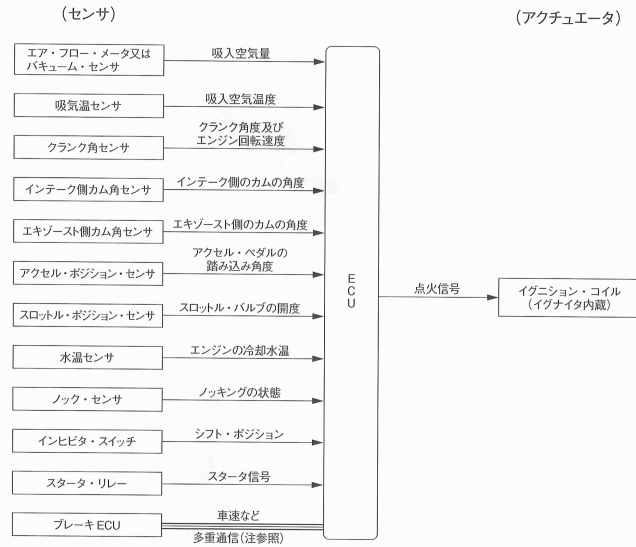 (センサ)
(アクチュエータ)
エア・フロー・メータ又は
バキューム・センサ
吸入空気量
吸気温センサ
吸入空気温度
クランク角センサ
クランク角度及び
エンジン回転速度
インテーク側カム角センサ
インテーク側のカムの角度
エキゾースト側カム角センサ
エキゾースト側のカムの角度
アクセル・ポジション・センサ
アクセル・ペダルの
踏み込み角度
スロットル・ポジション・センサ
スロットル・バルブの開度
水温センサ
エンジンの冷却水温
ノック・センサ
ノッキングの状態
インヒビタ・スイッチ
シフト・ポジション
スタータ・リレー
スタータ信号
ブレーキECU
車速など
多重通信(注参照)
ECU
点火信号
イグニション・コイル
(イグナイタ内蔵)